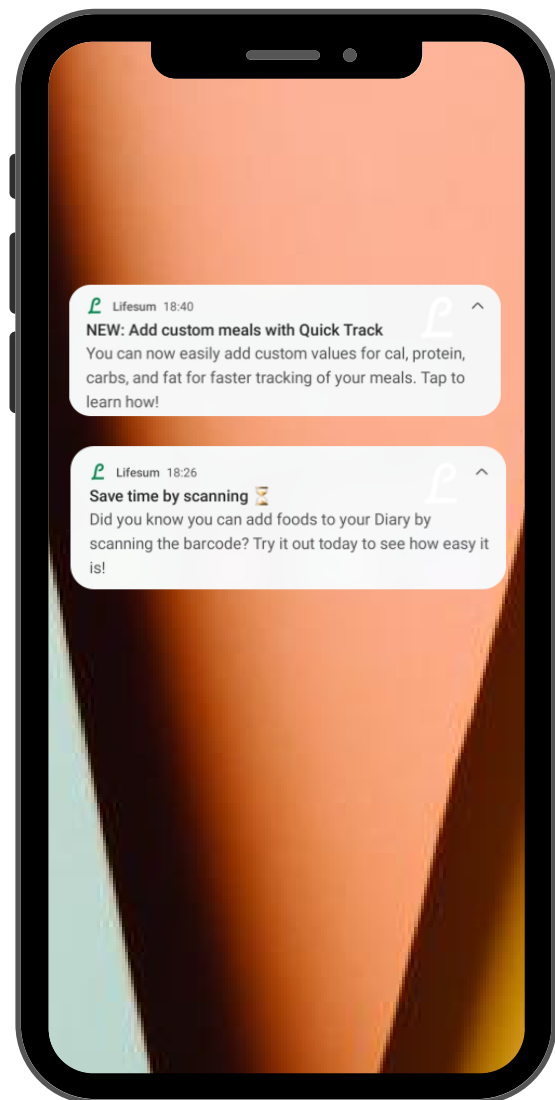 Lifesum 18:40
NEW: Add custom meals with Quick Track
You can now easily add custom values for cal, protein,
carbs, and fat for faster tracking of your meals. Tap to
learn how!
Lifesum 18:26
Save time by scanning ⏳
Did you know you can add foods to your Diary by
scanning the barcode? Try it out today to see how easy it
is!